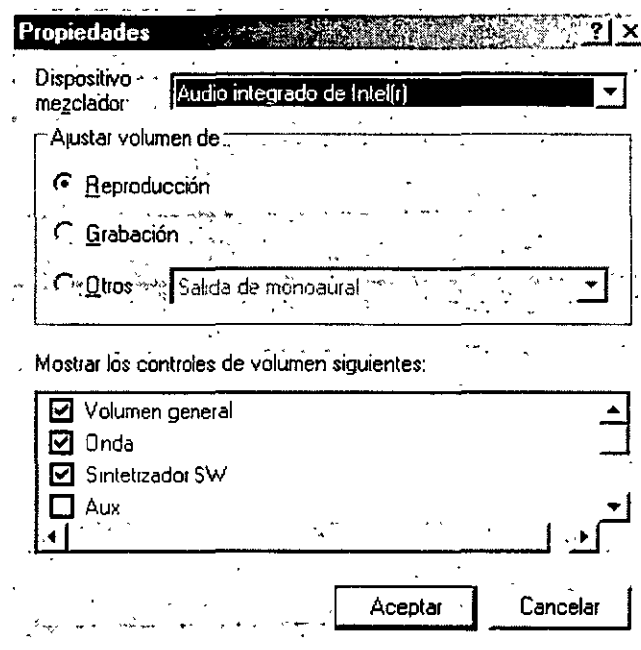 Propiedades ? ×
Dispositivo
mezclador: Audio integrado de Intel(r)
Ajustar volumen de
Reproducción
Grabación
Otros Salida de monoaural
Mostrar los controles de volumen siguientes:
Volumen general
Onda
Sintetizador SW
Aux
Aceptar Cancelar